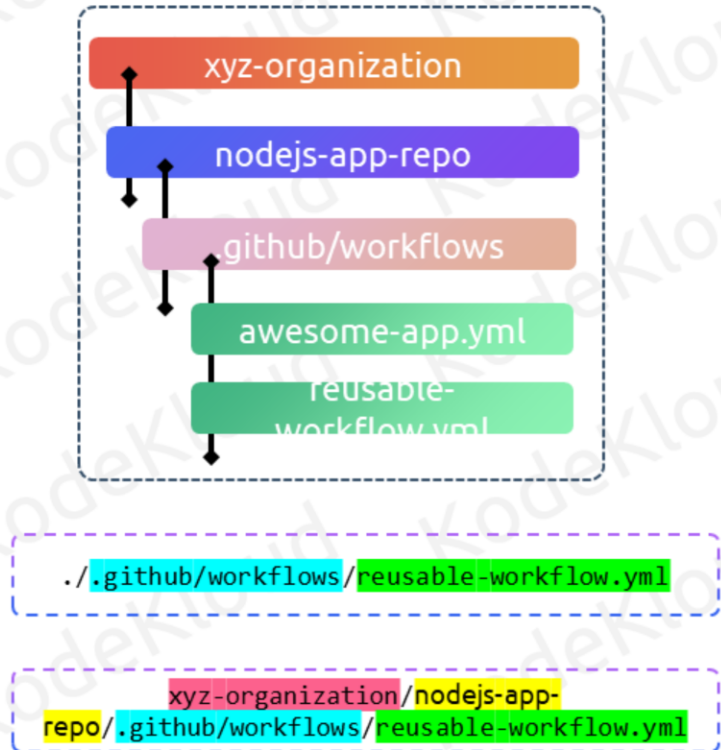 xyz-organization
nodejs-app-repo
.github/workflows
awesome-app.yml
reusable-
workflow.yml
./.github/workflows/reusable-workflow.yml
xyz-organization/nodejs-app-
repo/.github/workflows/reusable-workflow.yml
KodeKloud